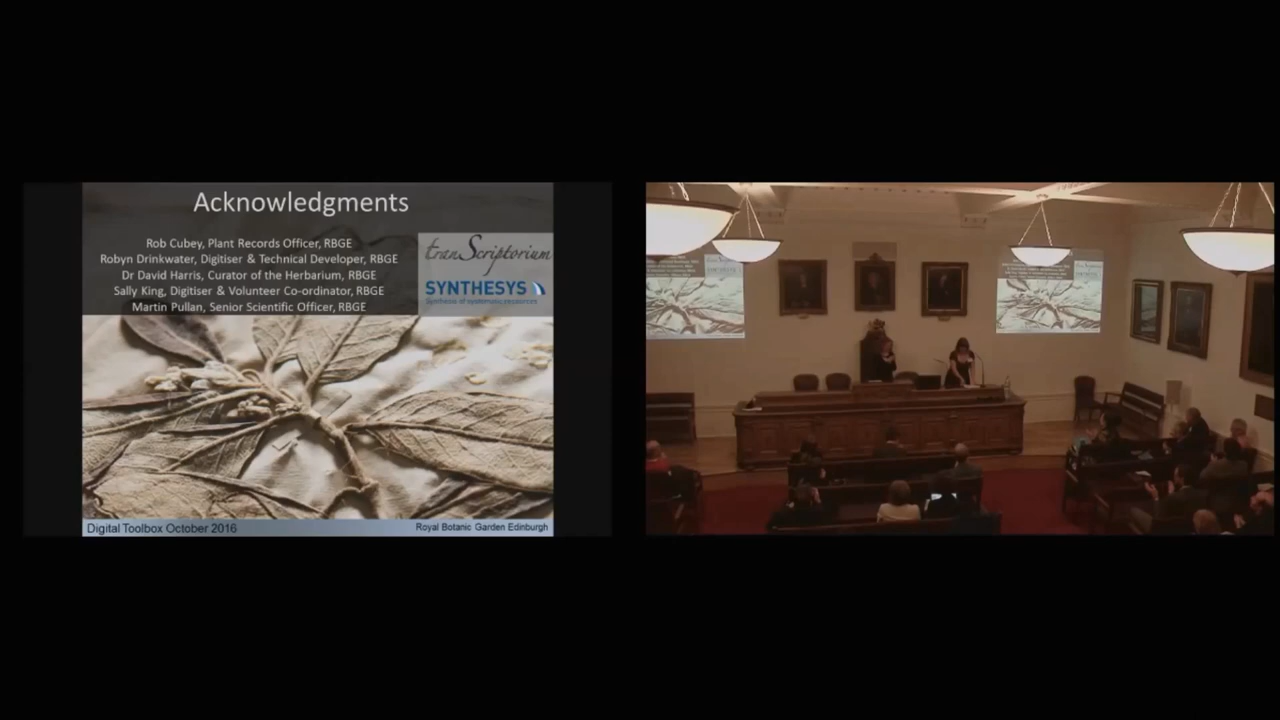 Acknowledgments
Rob Cubey, Plant Records Officer, RBGE
Robyn Drinkwater, Digitiser & Technical Developer, RBGE
Dr David Harris, Curator of the Herbarium, RBGE
Sally King, Digitiser & Volunteer Co-ordinator, RBGE
Martin Pullan, Senior Scientific Officer, RBGE
tranScriptorium
SYNTHESYS
Synthesis of systematic resources
Digital Toolbox October 2016
Royal Botanic Garden Edinburgh